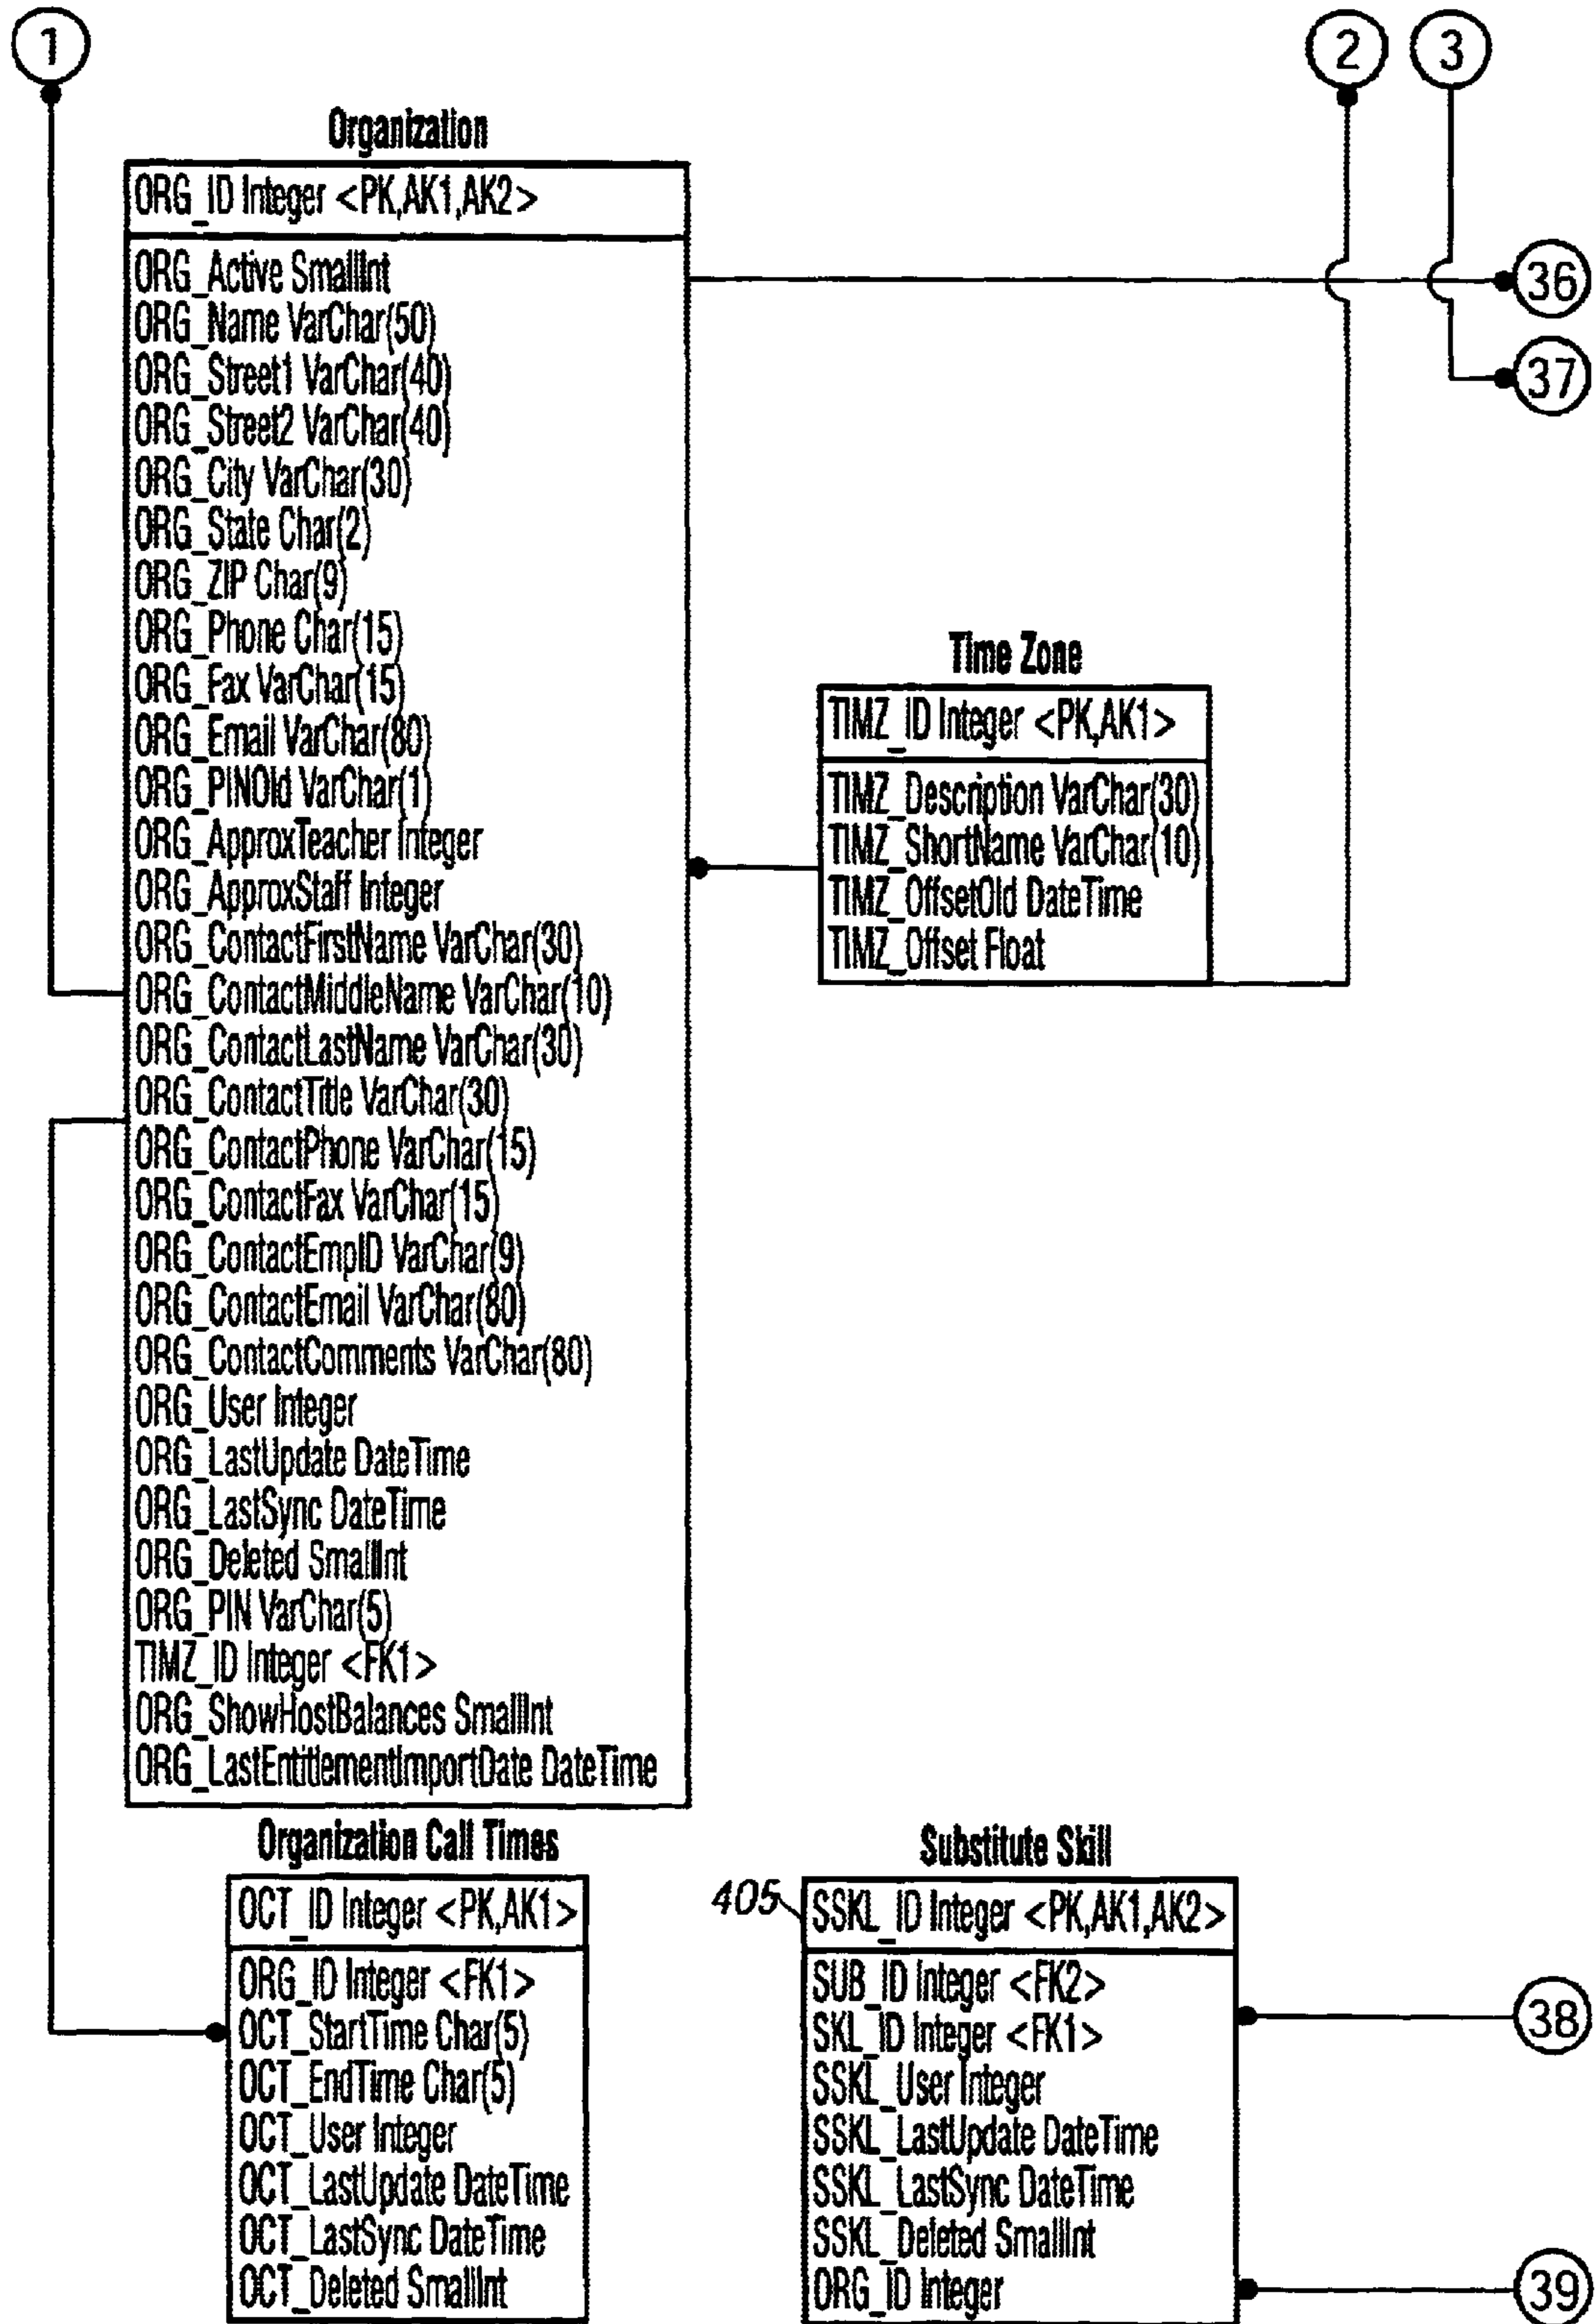 1
2
3
Organization
ORG_ID Integer <PK,AK1,AK2>
ORG_Active SmallInt
ORG_Name VarChar(50)
ORG_Street1 VarChar(40)
ORG_Street2 VarChar(40)
ORG_City VarChar(30)
ORG_State Char(2)
ORG_ZIP Char(9)
ORG_Phone Char(15)
ORG_Fax VarChar(15)
ORG_Email VarChar(80)
ORG_PINOld VarChar(1)
ORG_ApproxTeacher Integer
ORG_ApproxStaff Integer
ORG_ContactFirstName VarChar(30)
ORG_ContactMiddleName VarChar(10)
ORG_ContactLastName VarChar(30)
ORG_ContactTitle VarChar(30)
ORG_ContactPhone VarChar(15)
ORG_ContactFax VarChar(15)
ORG_ContactEmpID VarChar(9)
ORG_ContactEmail VarChar(80)
ORG_ContactComments VarChar(80)
ORG_User Integer
ORG_LastUpdate DateTime
ORG_LastSync DateTime
ORG_Deleted SmallInt
ORG_PIN VarChar(5)
TIMZ_ID Integer <FK1>
ORG_ShowHostBalances SmallInt
ORG_LastEntitlementImportDate DateTime
36
37
Time Zone
TIMZ_ID Integer <PK,AK1>
TIMZ_Description VarChar(30)
TIMZ_ShortName VarChar(10)
TIMZ_OffsetOld DateTime
TIMZ_Offset Float
Organization Call Times
OCT_ID Integer <PK,AK1>
ORG_ID Integer <FK1>
OCT_StartTime Char(5)
OCT_EndTime Char(5)
OCT_User Integer
OCT_LastUpdate DateTime
OCT_LastSync DateTime
OCT_Deleted SmallInt
Substitute Skill
405
SSKL_ID Integer <PK,AK1,AK2>
SUB_ID Integer <FK2>
SKL_ID Integer <FK1>
SSKL_User Integer
SSKL_LastUpdate DateTime
SSKL_LastSync DateTime
SSKL_Deleted SmallInt
ORG_ID Integer
38
39